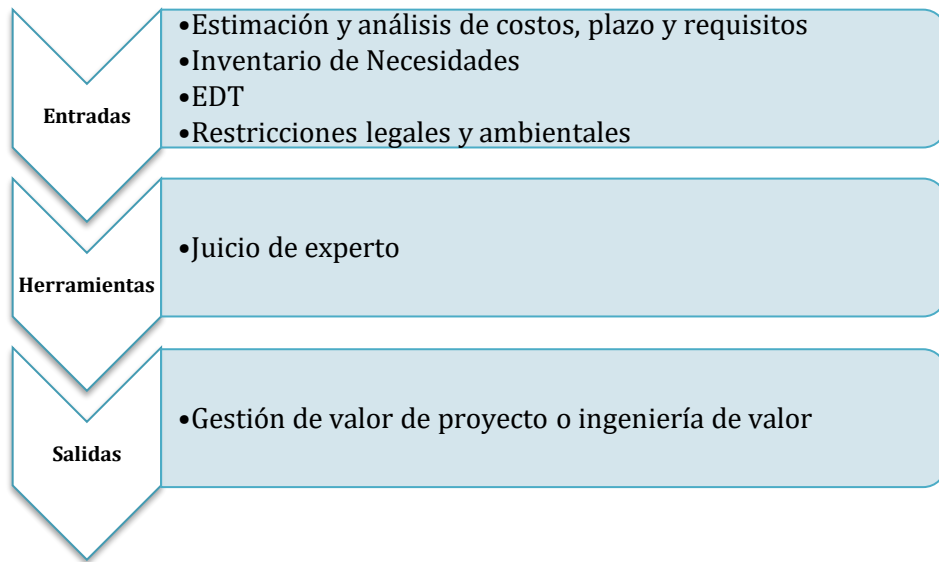 Entradas
•Estimación y análisis de costos, plazo y requisitos
•Inventario de Necesidades
•EDT
•Restricciones legales y ambientales
Herramientas
•Juicio de experto
Salidas
•Gestión de valor de proyecto o ingeniería de valor